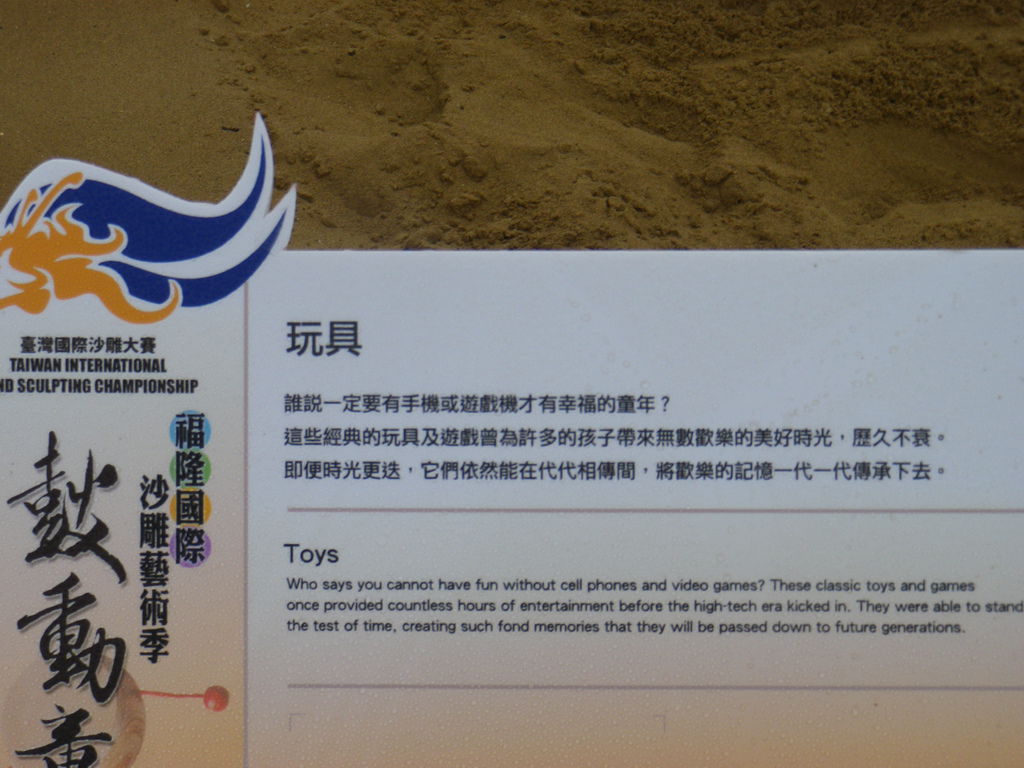 臺灣國際沙雕大賽
TAIWAN INTERNATIONAL
ND SCULPTING CHAMPIONSHIP
福隆國際
沙雕藝術季
鼓動童
玩具
誰說一定要有手機或遊戲機才有幸福的童年？
這些經典的玩具及遊戲曾為許多的孩子帶來無數歡樂的美好時光，歷久不衰。
即便時光更迭，它們依然能在代代相傳間，將歡樂的記憶一代一代傳承下去。
Toys
Who says you cannot have fun without cell phones and video games? These classic toys and games
once provided countless hours of entertainment before the high-tech era kicked in. They were able to stand
the test of time, creating such fond memories that they will be passed down to future generations.